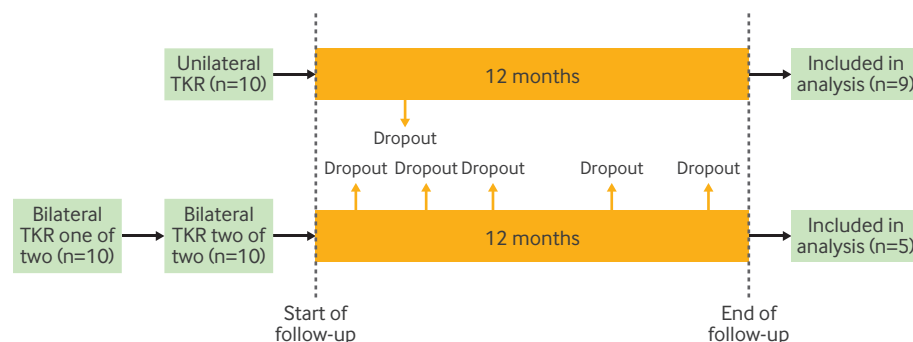 Unilateral
TKR (n=10)
12 months
Included in
analysis (n=9)
Dropout
Dropout
Dropout
Dropout
Dropout
Dropout
Bilateral
TKR one of
two (n=10)
Bilateral
TKR two of
two (n=10)
12 months
Included in
analysis (n=5)
Start of
follow-up
End of
follow-up